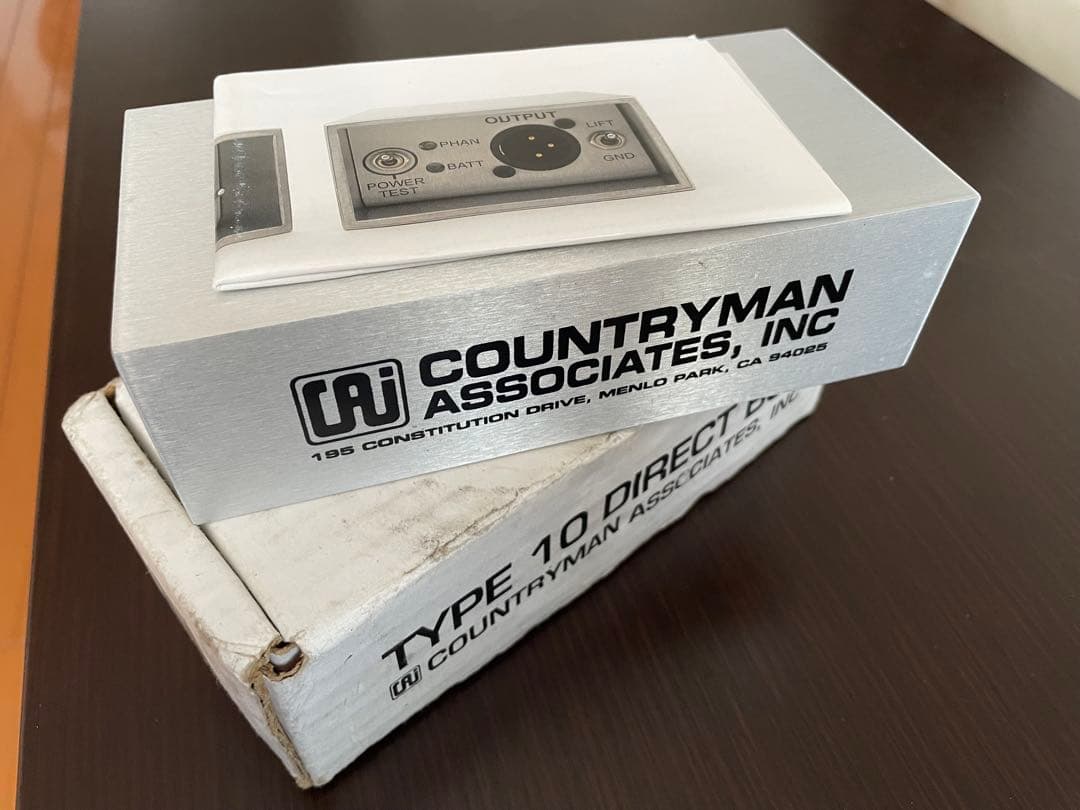 OUTPUT
LIFT
PHAN
BATT
GND
POWER
TEST
CAi COUNTRYMAN
ASSOCIATES, INC
195 CONSTITUTION DRIVE, MENLO PARK, CA 94025
TYPE 10 DIRECT
CAi COUNTRYMAN ASSOCIATES, INC